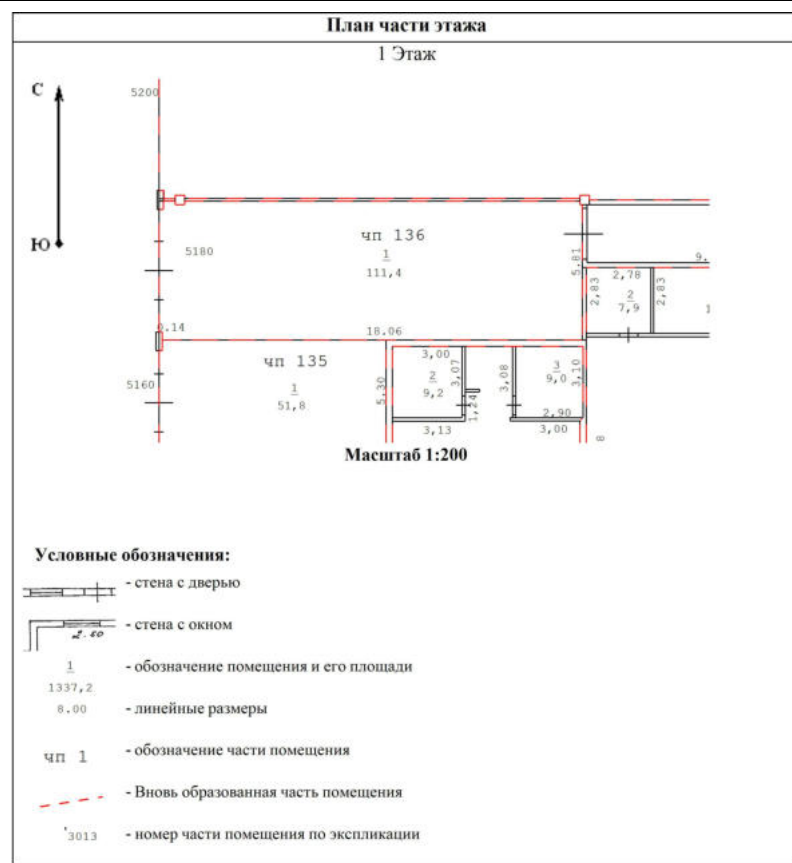 План части этажа
1 Этаж
С
5200
Ю
чп 136
1
111,4
5180
5.81
9.
2,78
2,83
2
7,9
2,83
18.06
чп 135
1
51,8
5160
5,30
3,00
2
9,2
3,07
3,13
1,24
3,08
3
9,0
3,10
2,90
3,00
8
Масштаб 1:200
Условные обозначения:
- стена с дверью
2.80
- стена с окном
1
1337,2
- обозначение помещения и его площади
8.00
- линейные размеры
чп 1
- обозначение части помещения
- Вновь образованная часть помещения
3013
- номер части помещения по экспликации